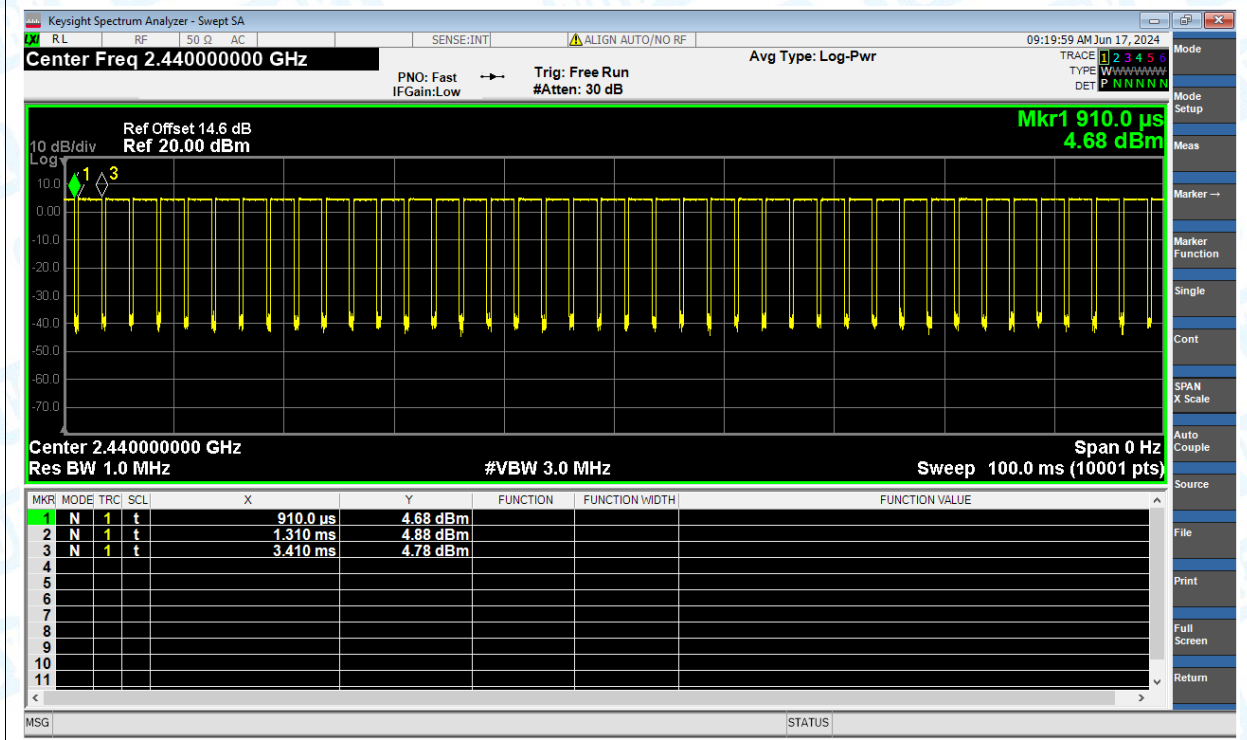 Keysight Spectrum Analyzer - Swept SA
LXI RL RF 50 Ω AC SENSE:INT ALIGN AUTO/NO RF 09:19:59 AM Jun 17, 2024
Center Freq 2.440000000 GHz
Avg Type: Log-Pwr
TRACE 1 2 3 4 5 6
TYPE WWWWWW
DET P N N N N N
PNO: Fast
IFGain:Low
Trig: Free Run
#Atten: 30 dB
Mkr1 910.0 µs
4.68 dBm
Ref Offset 14.6 dB
10 dB/div Ref 20.00 dBm
Log
1 3
10.0
0.00
-10.0
-20.0
-30.0
-40.0
-50.0
-60.0
-70.0
Center 2.440000000 GHz Span 0 Hz
Res BW 1.0 MHz #VBW 3.0 MHz Sweep 100.0 ms (10001 pts)
MKR MODE TRC SCL X Y FUNCTION FUNCTION WIDTH FUNCTION VALUE
1 N 1 t 910.0 µs 4.68 dBm
2 N 1 t 1.310 ms 4.88 dBm
3 N 1 t 3.410 ms 4.78 dBm
4
5
6
7
8
9
10
11
MSG STATUS
Mode
Mode
Setup
Meas
Marker →
Marker
Function
Single
Cont
SPAN
X Scale
Auto
Couple
Source
File
Print
Full
Screen
Return